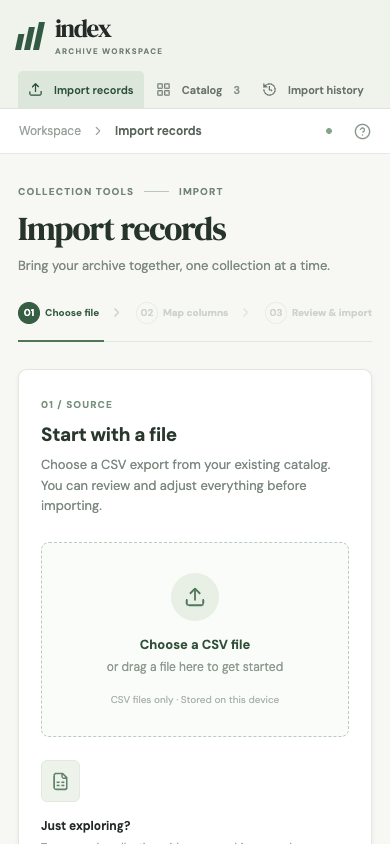 index
ARCHIVE WORKSPACE
Import records
Catalog 3
Import history
Workspace
Import records
COLLECTION TOOLS
IMPORT
Import records
Bring your archive together, one collection at a time.
01 Choose file
02 Map columns
03 Review & import
01 / SOURCE
Start with a file
Choose a CSV export from your existing catalog.
You can review and adjust everything before
importing.
Choose a CSV file
or drag a file here to get started
CSV files only · Stored on this device
Just exploring?